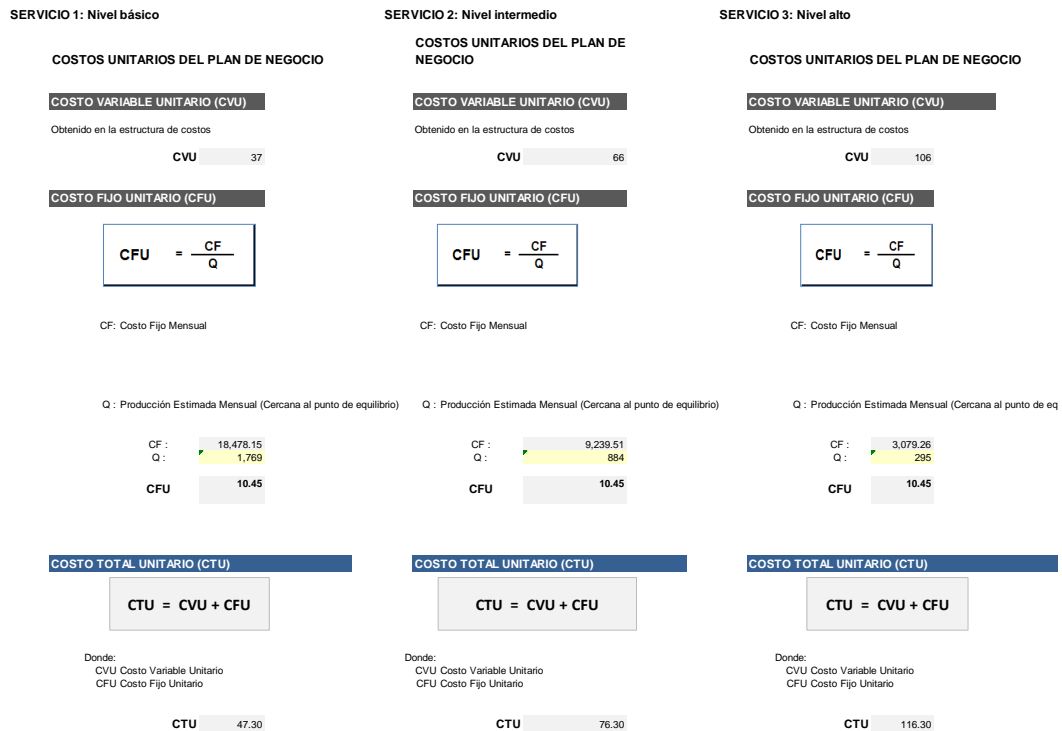 SERVICIO 1: Nivel básico
COSTOS UNITARIOS DEL PLAN DE NEGOCIO
COSTO VARIABLE UNITARIO (CVU)
Obtenido en la estructura de costos
CVU 37
COSTO FIJO UNITARIO (CFU)
CFU = CF
Q
CF: Costo Fijo Mensual
Q : Producción Estimada Mensual (Cercana al punto de equilibrio)
CF : 18,478.15
Q : 1,769
CFU 10.45
COSTO TOTAL UNITARIO (CTU)
CTU = CVU + CFU
Donde:
CVU Costo Variable Unitario
CFU Costo Fijo Unitario
CTU 47.30
SERVICIO 2: Nivel intermedio
COSTOS UNITARIOS DEL PLAN DE
NEGOCIO
COSTO VARIABLE UNITARIO (CVU)
Obtenido en la estructura de costos
CVU 66
COSTO FIJO UNITARIO (CFU)
CFU = CF
Q
CF: Costo Fijo Mensual
Q : Producción Estimada Mensual (Cercana al punto de equilibrio)
CF : 9,239.51
Q : 884
CFU 10.45
COSTO TOTAL UNITARIO (CTU)
CTU = CVU + CFU
Donde:
CVU Costo Variable Unitario
CFU Costo Fijo Unitario
CTU 76.30
SERVICIO 3: Nivel alto
COSTOS UNITARIOS DEL PLAN DE NEGOCIO
COSTO VARIABLE UNITARIO (CVU)
Obtenido en la estructura de costos
CVU 106
COSTO FIJO UNITARIO (CFU)
CFU = CF
Q
CF: Costo Fijo Mensual
Q : Producción Estimada Mensual (Cercana al punto de eq
CF : 3,079.26
Q : 295
CFU 10.45
COSTO TOTAL UNITARIO (CTU)
CTU = CVU + CFU
Donde:
CVU Costo Variable Unitario
CFU Costo Fijo Unitario
CTU 116.30